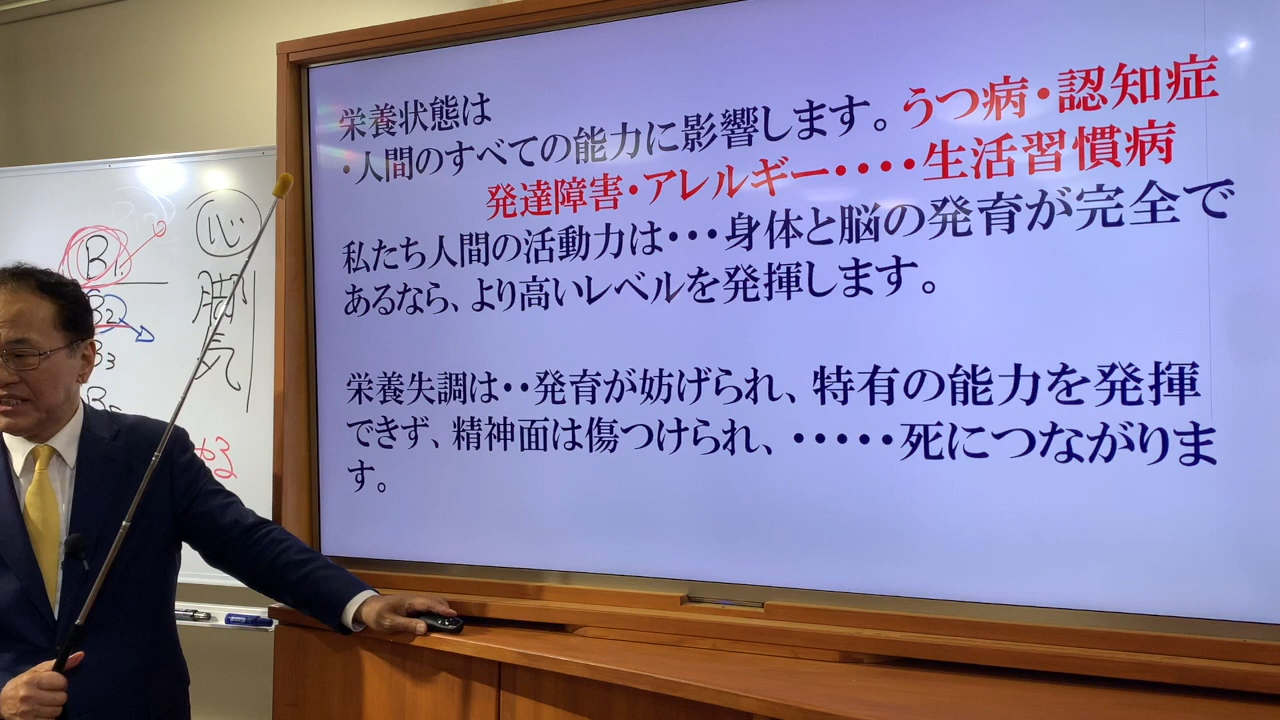 栄養状態は
・人間のすべての能力に影響します。うつ病・認知症
発達障害・アレルギー・・・・生活習慣病
私たち人間の活動力は・・・身体と脳の発育が完全で
あるなら、より高いレベルを発揮します。
栄養失調は・・発育が妨げられ、特有の能力を発揮
できず、精神面は傷つけられ、・・・・・死につながりま
す。
B1
B2
B3
心
脚気